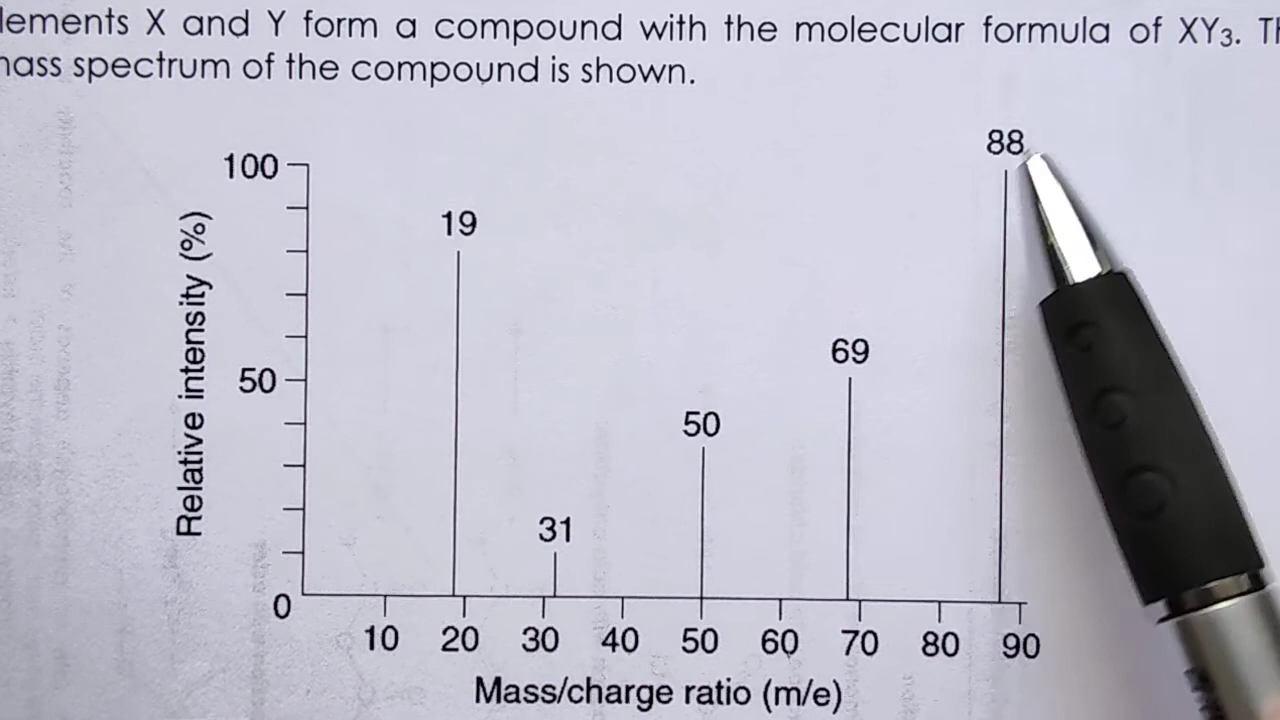 lements X and Y form a compound with the molecular formula of XY₃. Th
mass spectrum of the compound is shown.
88
100
19
69
50
50
31
0
10 20 30 40 50 60 70 80 90
Relative intensity (%)
Mass/charge ratio (m/e)